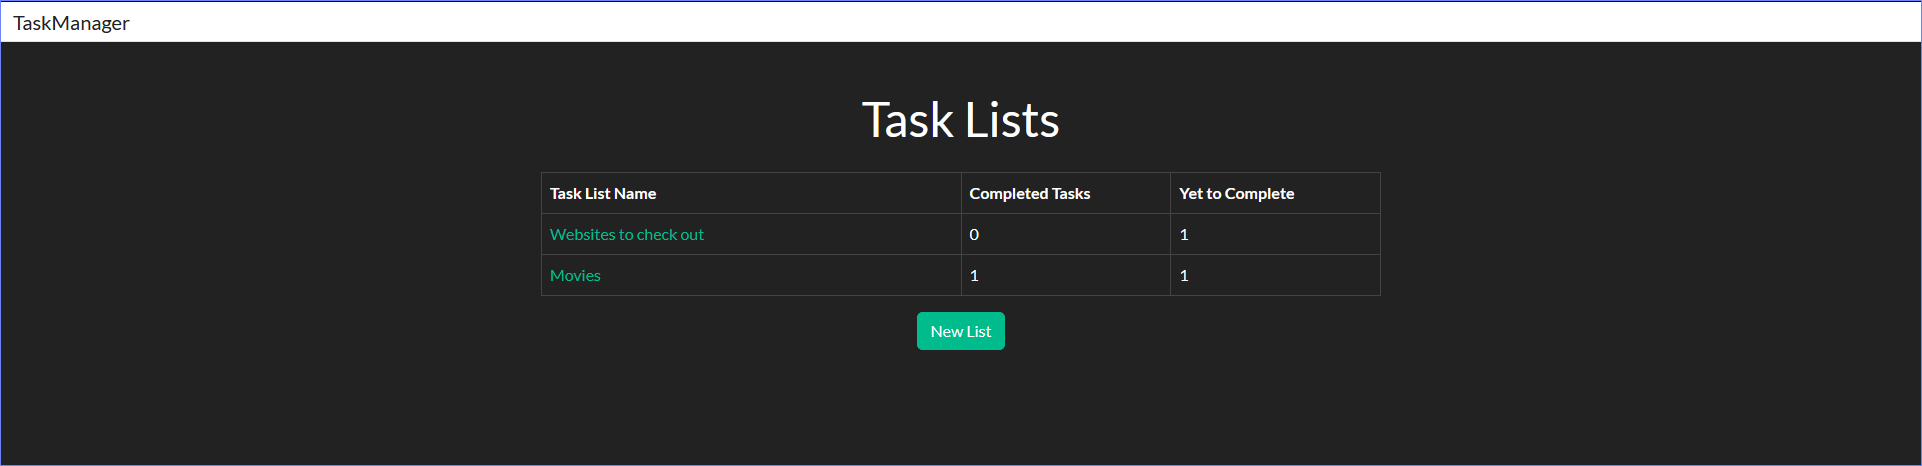 TaskManager
Task Lists
Task List Name Completed Tasks Yet to Complete
Websites to check out 0 1
Movies 1 1
New List